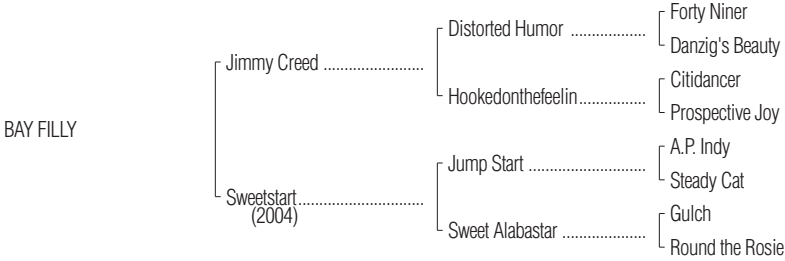 Forty Niner
Distorted Humor ..................
Danzig's Beauty
Jimmy Creed ........................
Citidancer
Hookedonthefeelin................
Prospective Joy
BAY FILLY
A.P. Indy
Jump Start ............................
Steady Cat
Sweetstart..............................
(2004)
Gulch
Sweet Alabastar ....................
Round the Rosie